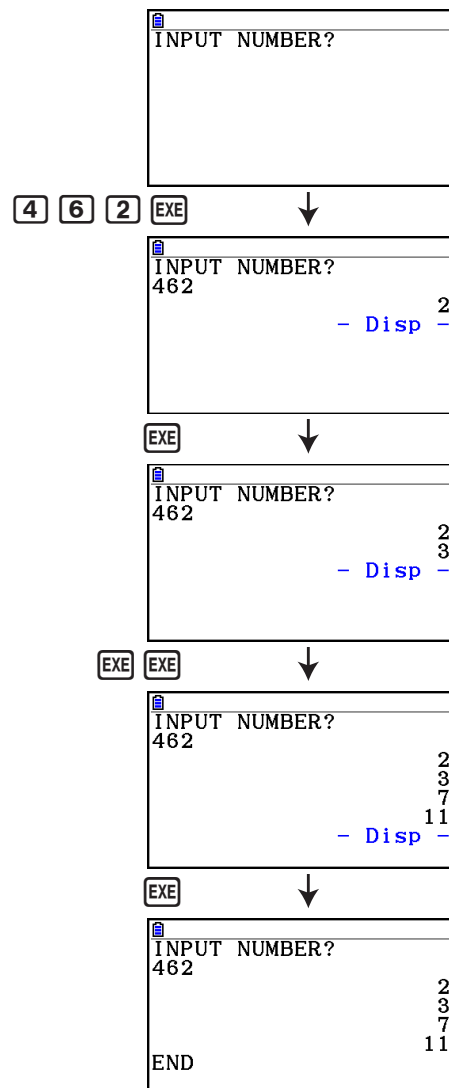 INPUT NUMBER?
4 6 2 EXE
INPUT NUMBER?
462
2
- Disp -
EXE
INPUT NUMBER?
462
2
3
- Disp -
EXE EXE
INPUT NUMBER?
462
2
3
7
11
- Disp -
EXE
INPUT NUMBER?
462
2
3
7
11
END